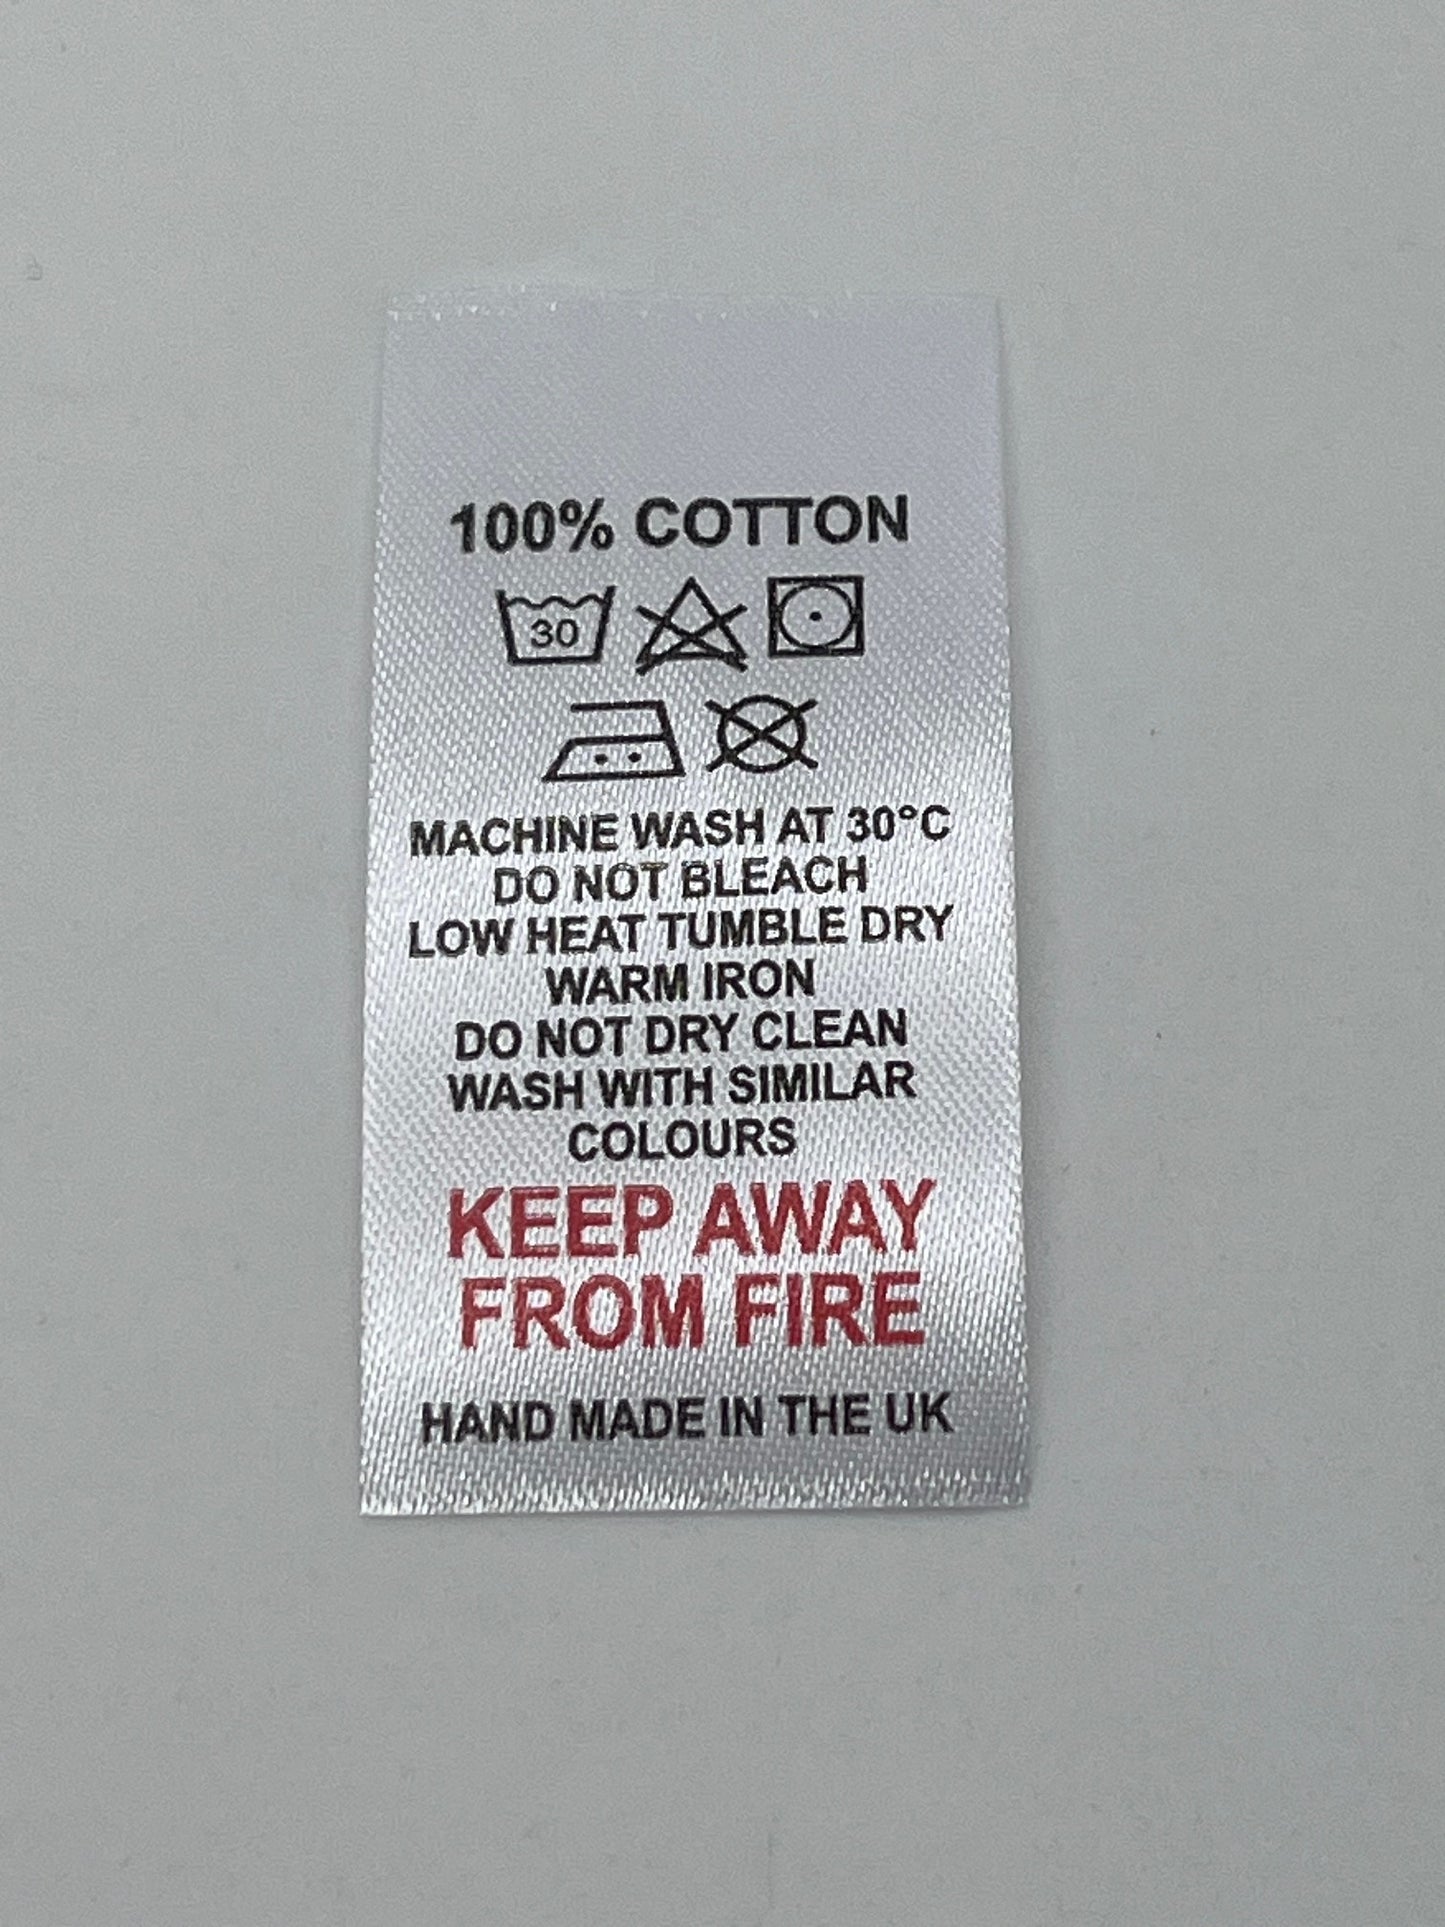 100% COTTON
30
MACHINE WASH AT 30°C
DO NOT BLEACH
LOW HEAT TUMBLE DRY
WARM IRON
DO NOT DRY CLEAN
WASH WITH SIMILAR
COLOURS
KEEP AWAY
FROM FIRE
HAND MADE IN THE UK